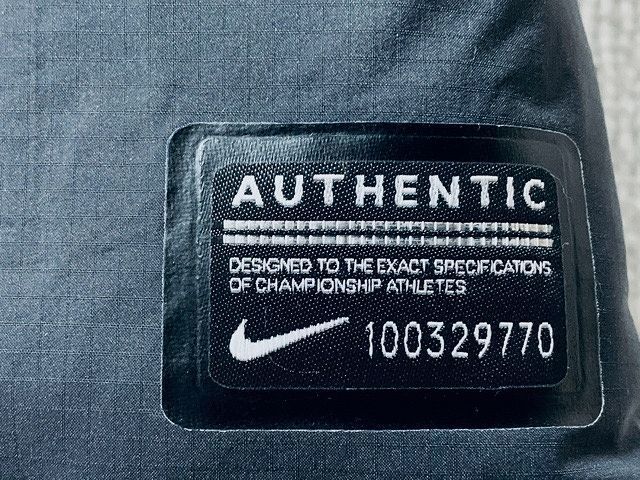 AUTHENTIC
DESIGNED TO THE EXACT SPECIFICATIONS
OF CHAMPIONSHIP ATHLETES
100329770